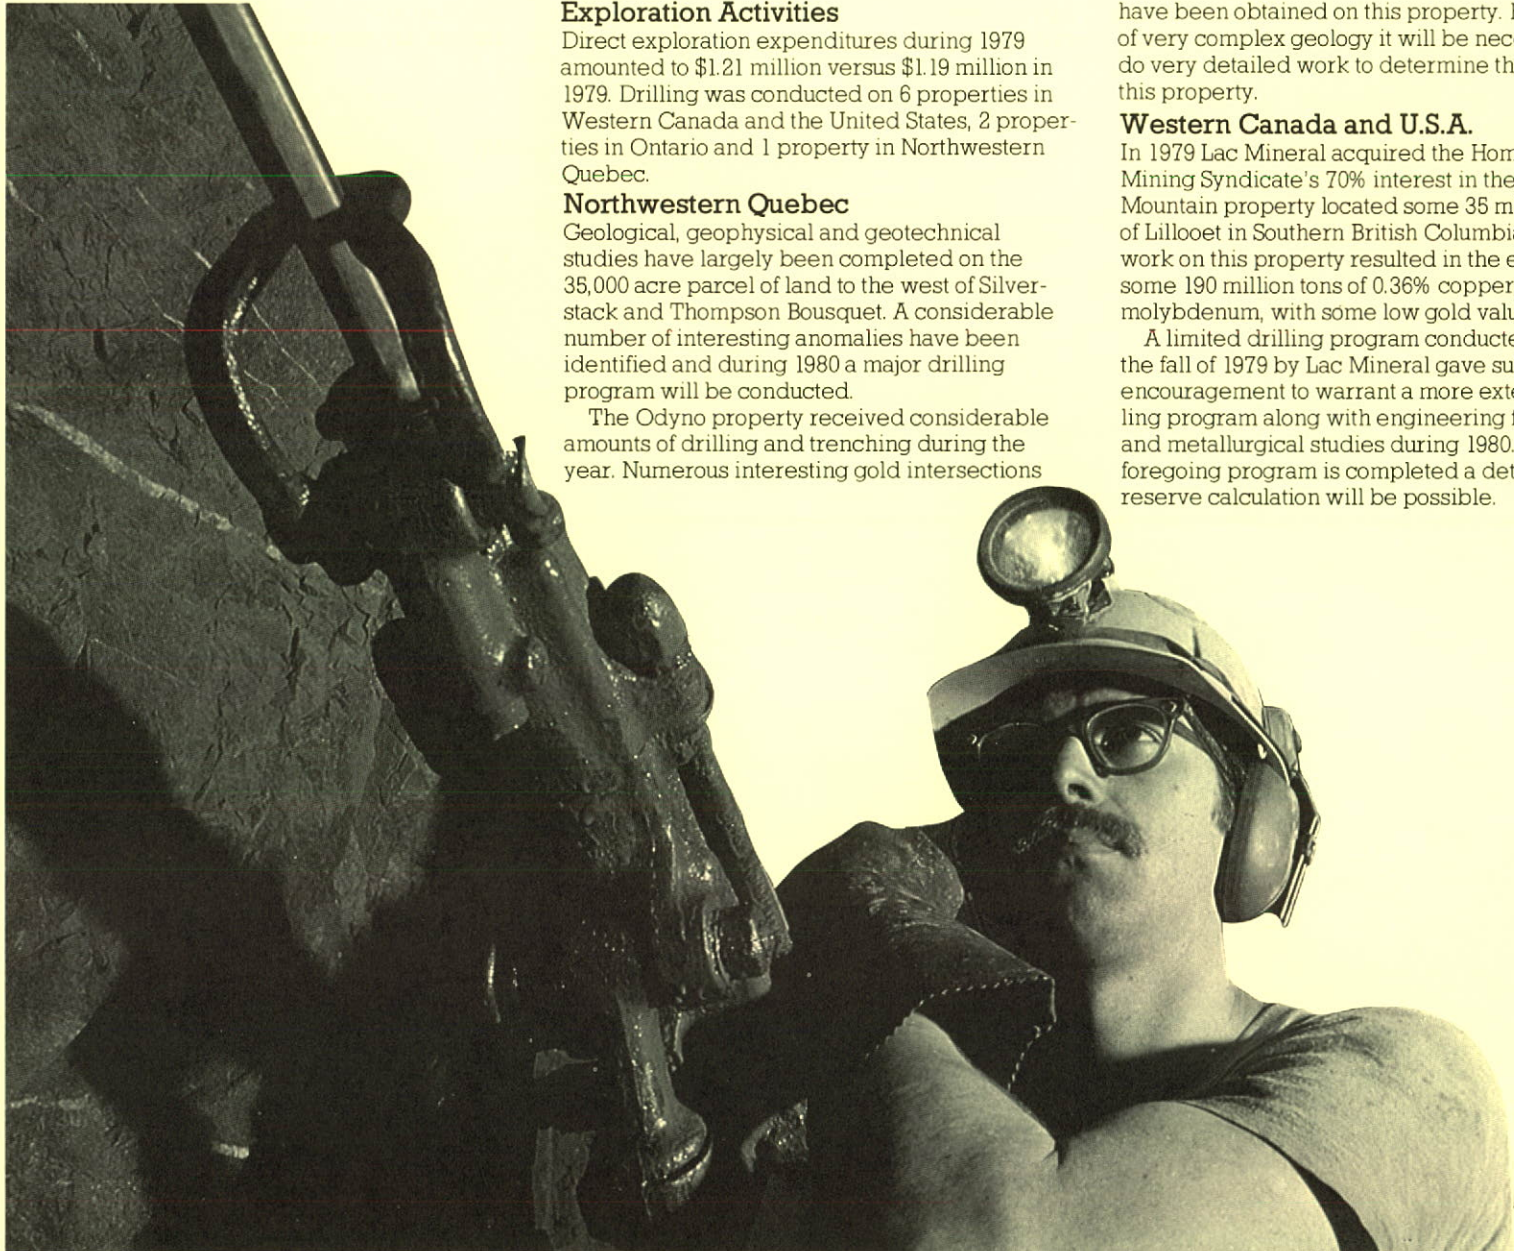 Exploration Activities
Direct exploration expenditures during 1979
amounted to $1.21 million versus $1.19 million in
1979. Drilling was conducted on 6 properties in
Western Canada and the United States, 2 proper-
ties in Ontario and 1 property in Northwestern
Quebec.
Northwestern Quebec
Geological, geophysical and geotechnical
studies have largely been completed on the
35,000 acre parcel of land to the west of Silver-
stack and Thompson Bousquet. A considerable
number of interesting anomalies have been
identified and during 1980 a major drilling
program will be conducted.
The Odyno property received considerable
amounts of drilling and trenching during the
year. Numerous interesting gold intersections
have been obtained on this property.
of very complex geology it will be
do very detailed work to determine
this property.
Western Canada and U.S.A.
In 1979 Lac Mineral acquired the
Mining Syndicate's 70% interest in the
Mountain property located some 35
of Lillooet in Southern British
work on this property resulted in the
some 190 million tons of 0.36% copper
molybdenum, with some low gold
A limited drilling program
the fall of 1979 by Lac Mineral gave
encouragement to warrant a more
ling program along with engineering
and metallurgical studies during 1980.
foregoing program is completed a
reserve calculation will be possible.